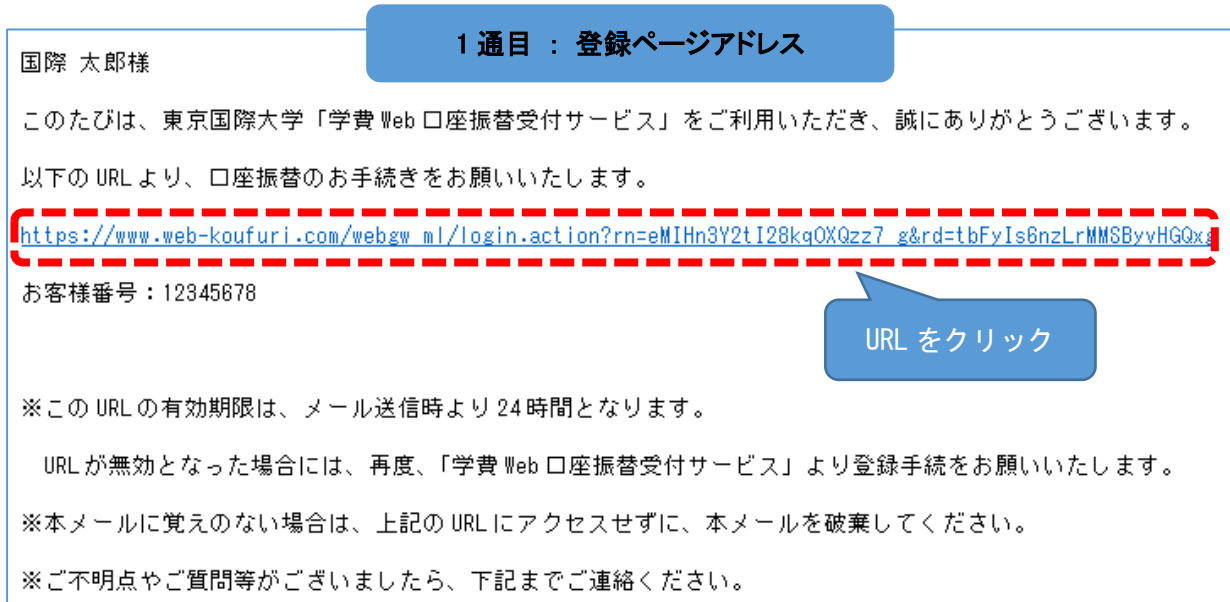 1通目 : 登録ページアドレス
国際 太郎様
このたびは、東京国際大学「学費Web口座振替受付サービス」をご利用いただき、誠にありがとうございます。
以下のURLより、口座振替のお手続きをお願いいたします。
https://www.web-koufuri.com/webgw_ml/login.action?rn=eMIHn3Y2tI28kqOXQzz7_g&rd=tbFyIs6nzLrMMSByvHGQxg
お客様番号：12345678
URLをクリック
※このURLの有効期限は、メール送信時より24時間となります。
URLが無効となった場合には、再度、「学費Web口座振替受付サービス」より登録手続をお願いいたします。
※本メールに覚えのない場合は、上記のURLにアクセスせずに、本メールを破棄してください。
※ご不明点やご質問等がございましたら、下記までご連絡ください。